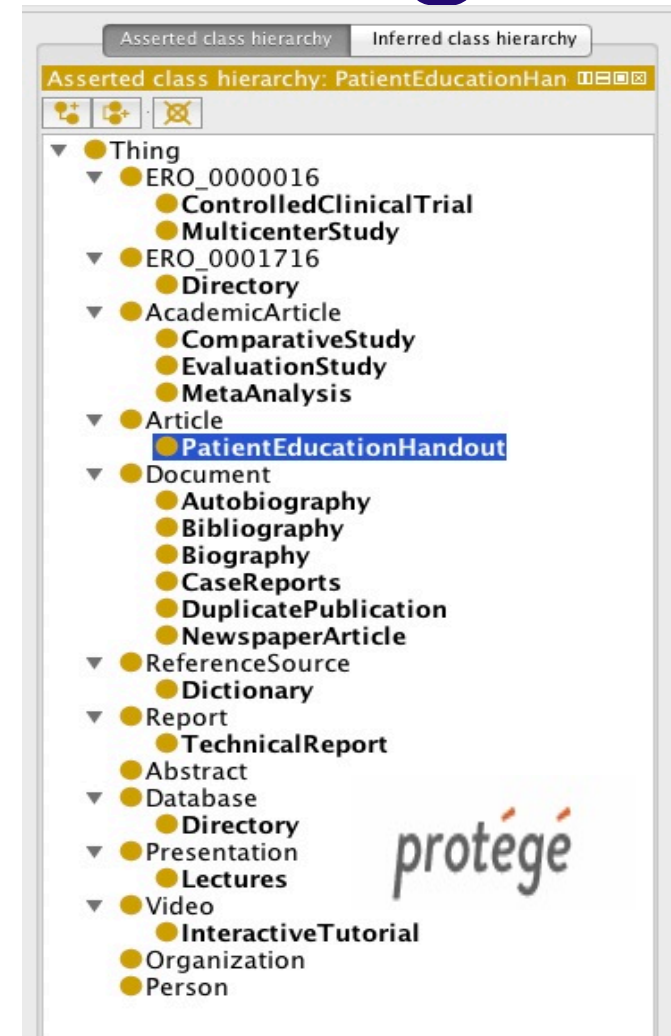 Asserted class hierarchy Inferred class hierarchy
Asserted class hierarchy: PatientEducationHan
Thing
ERO_0000016
ControlledClinicalTrial
MulticenterStudy
ERO_0001716
Directory
AcademicArticle
ComparativeStudy
EvaluationStudy
MetaAnalysis
Article
PatientEducationHandout
Document
Autobiography
Bibliography
Biography
CaseReports
DuplicatePublication
NewspaperArticle
ReferenceSource
Dictionary
Report
TechnicalReport
Abstract
Database
Directory
Presentation
Lectures
Video
InteractiveTutorial
Organization
Person
protégé